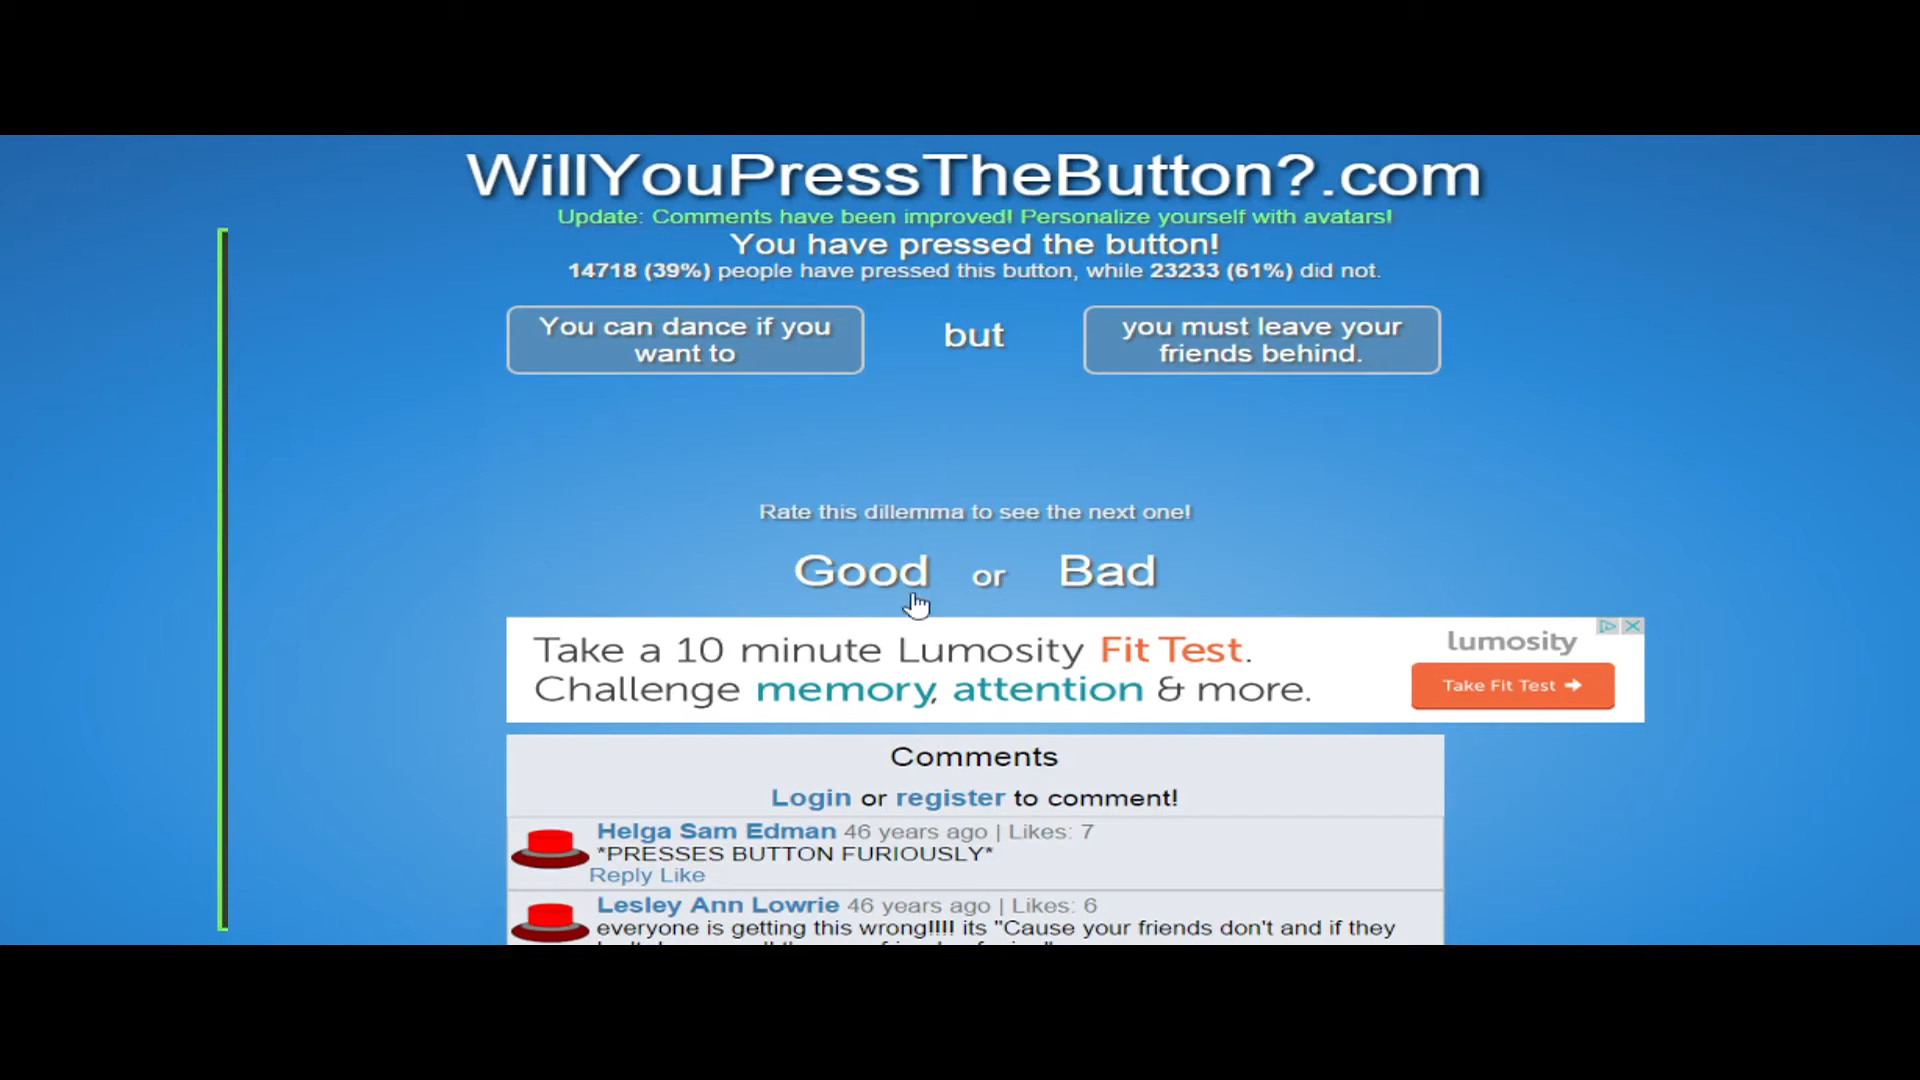 WillYouPressTheButton?.com
Update: Comments have been improved! Personalize yourself with avatars!
You have pressed the button!
14718 (39%) people have pressed this button, while 23233 (61%) did not.
You can dance if you
want to
but
you must leave your
friends behind.
Rate this dillemma to see the next one!
Good or Bad
Take a 10 minute Lumosity Fit Test.
Challenge memory, attention & more.
lumosity
Take Fit Test
Comments
Login or register to comment!
Helga Sam Edman 46 years ago | Likes: 7
*PRESSES BUTTON FURIOUSLY*
Reply Like
Lesley Ann Lowrie 46 years ago | Likes: 6
everyone is getting this wrong!!!! its "Cause your friends don't and if they